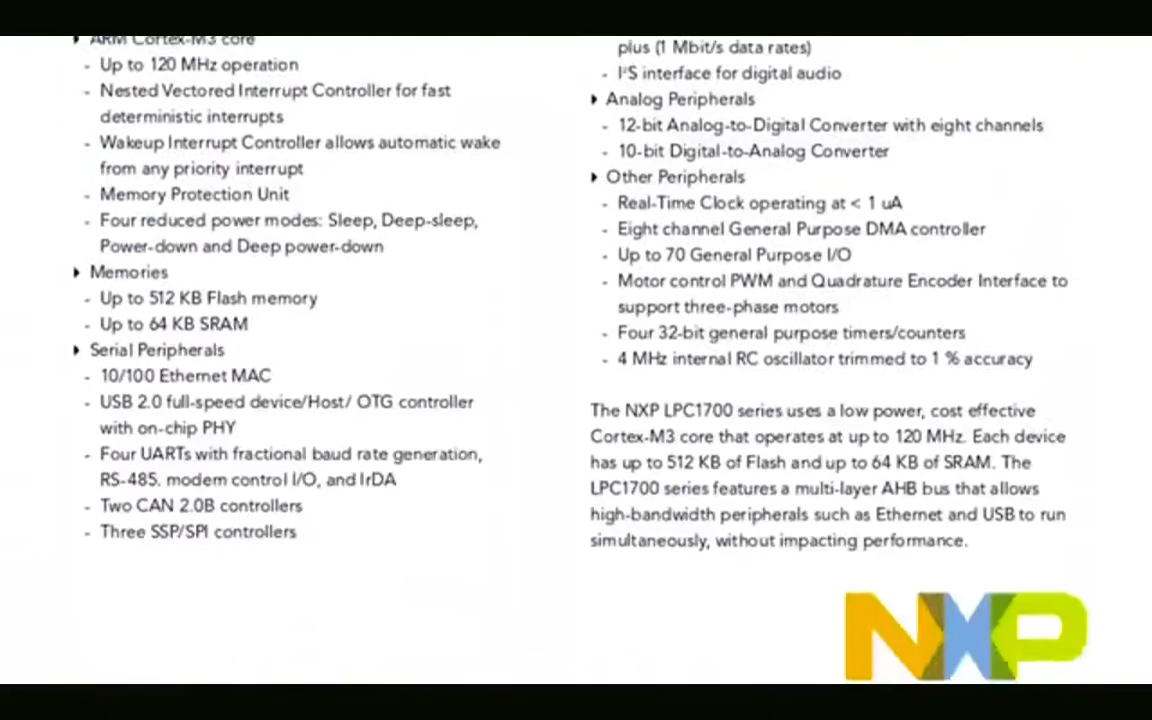 ▸ ARM Cortex-M3 core
- Up to 120 MHz operation
- Nested Vectored Interrupt Controller for fast
deterministic interrupts
- Wakeup Interrupt Controller allows automatic wake
from any priority interrupt
- Memory Protection Unit
- Four reduced power modes: Sleep, Deep-sleep,
Power-down and Deep power-down
▸ Memories
- Up to 512 KB Flash memory
- Up to 64 KB SRAM
▸ Serial Peripherals
- 10/100 Ethernet MAC
- USB 2.0 full-speed device/Host/ OTG controller
with on-chip PHY
- Four UARTs with fractional baud rate generation,
RS-485. modem control I/O, and IrDA
- Two CAN 2.0B controllers
- Three SSP/SPI controllers
plus (1 Mbit/s data rates)
- I²S interface for digital audio
▸ Analog Peripherals
- 12-bit Analog-to-Digital Converter with eight channels
- 10-bit Digital-to-Analog Converter
▸ Other Peripherals
- Real-Time Clock operating at < 1 uA
- Eight channel General Purpose DMA controller
- Up to 70 General Purpose I/O
- Motor control PWM and Quadrature Encoder Interface to
support three-phase motors
- Four 32-bit general purpose timers/counters
- 4 MHz internal RC oscillator trimmed to 1 % accuracy
The NXP LPC1700 series uses a low power, cost effective
Cortex-M3 core that operates at up to 120 MHz. Each device
has up to 512 KB of Flash and up to 64 KB of SRAM. The
LPC1700 series features a multi-layer AHB bus that allows
high-bandwidth peripherals such as Ethernet and USB to run
simultaneously, without impacting performance.
NXP